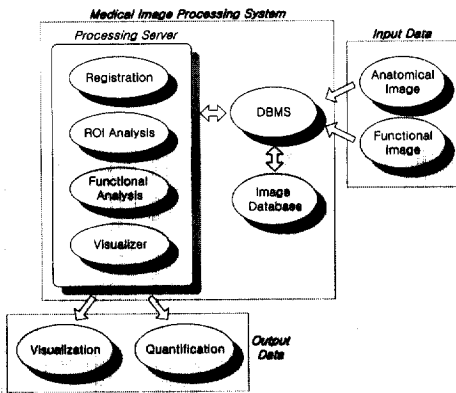 Medical Image Processing System
Processing Server
Registration
ROI Analysis
Functional
Analysis
Visualizer
DBMS
Image
Database
Input Data
Anatomical
Image
Functional
Image
Visualization
Quantification
Output
Data